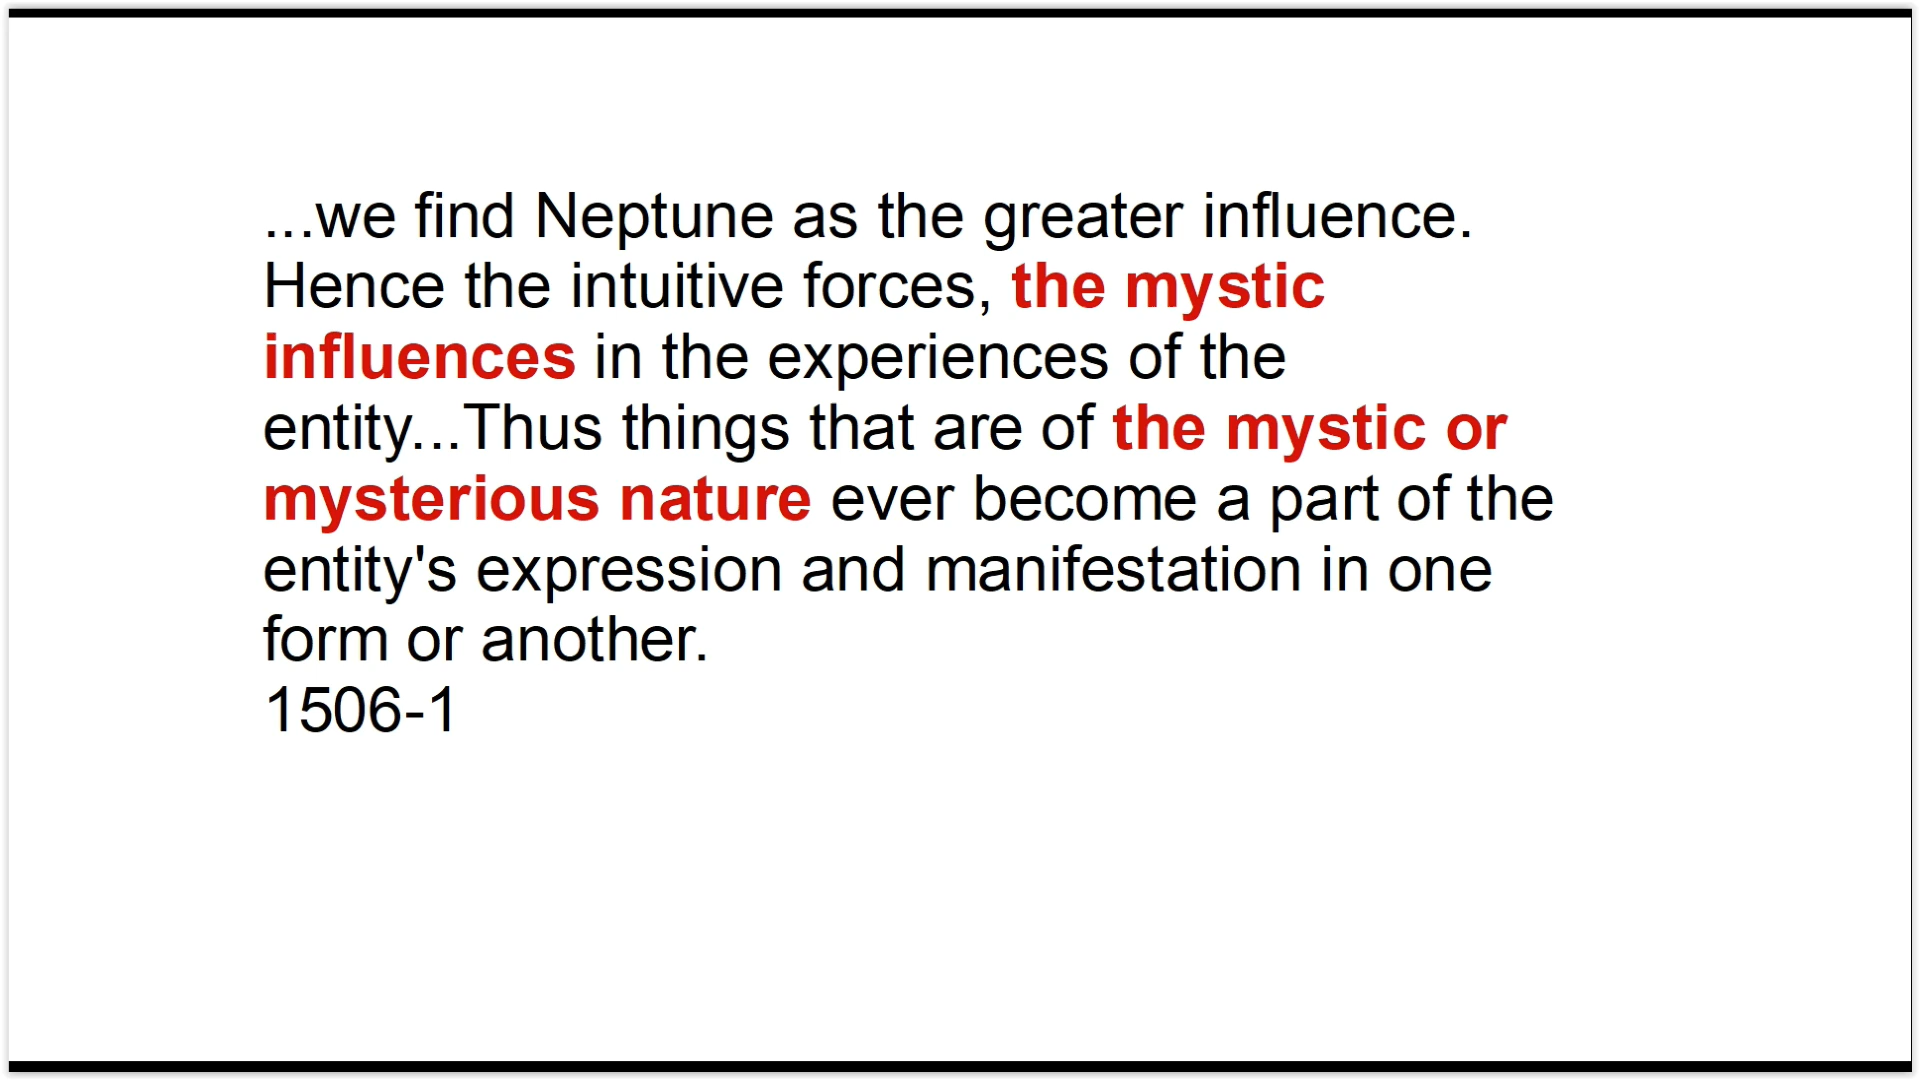 ...we find Neptune as the greater influence.
Hence the intuitive forces, the mystic
influences in the experiences of the
entity...Thus things that are of the mystic or
mysterious nature ever become a part of the
entity's expression and manifestation in one
form or another.
1506-1